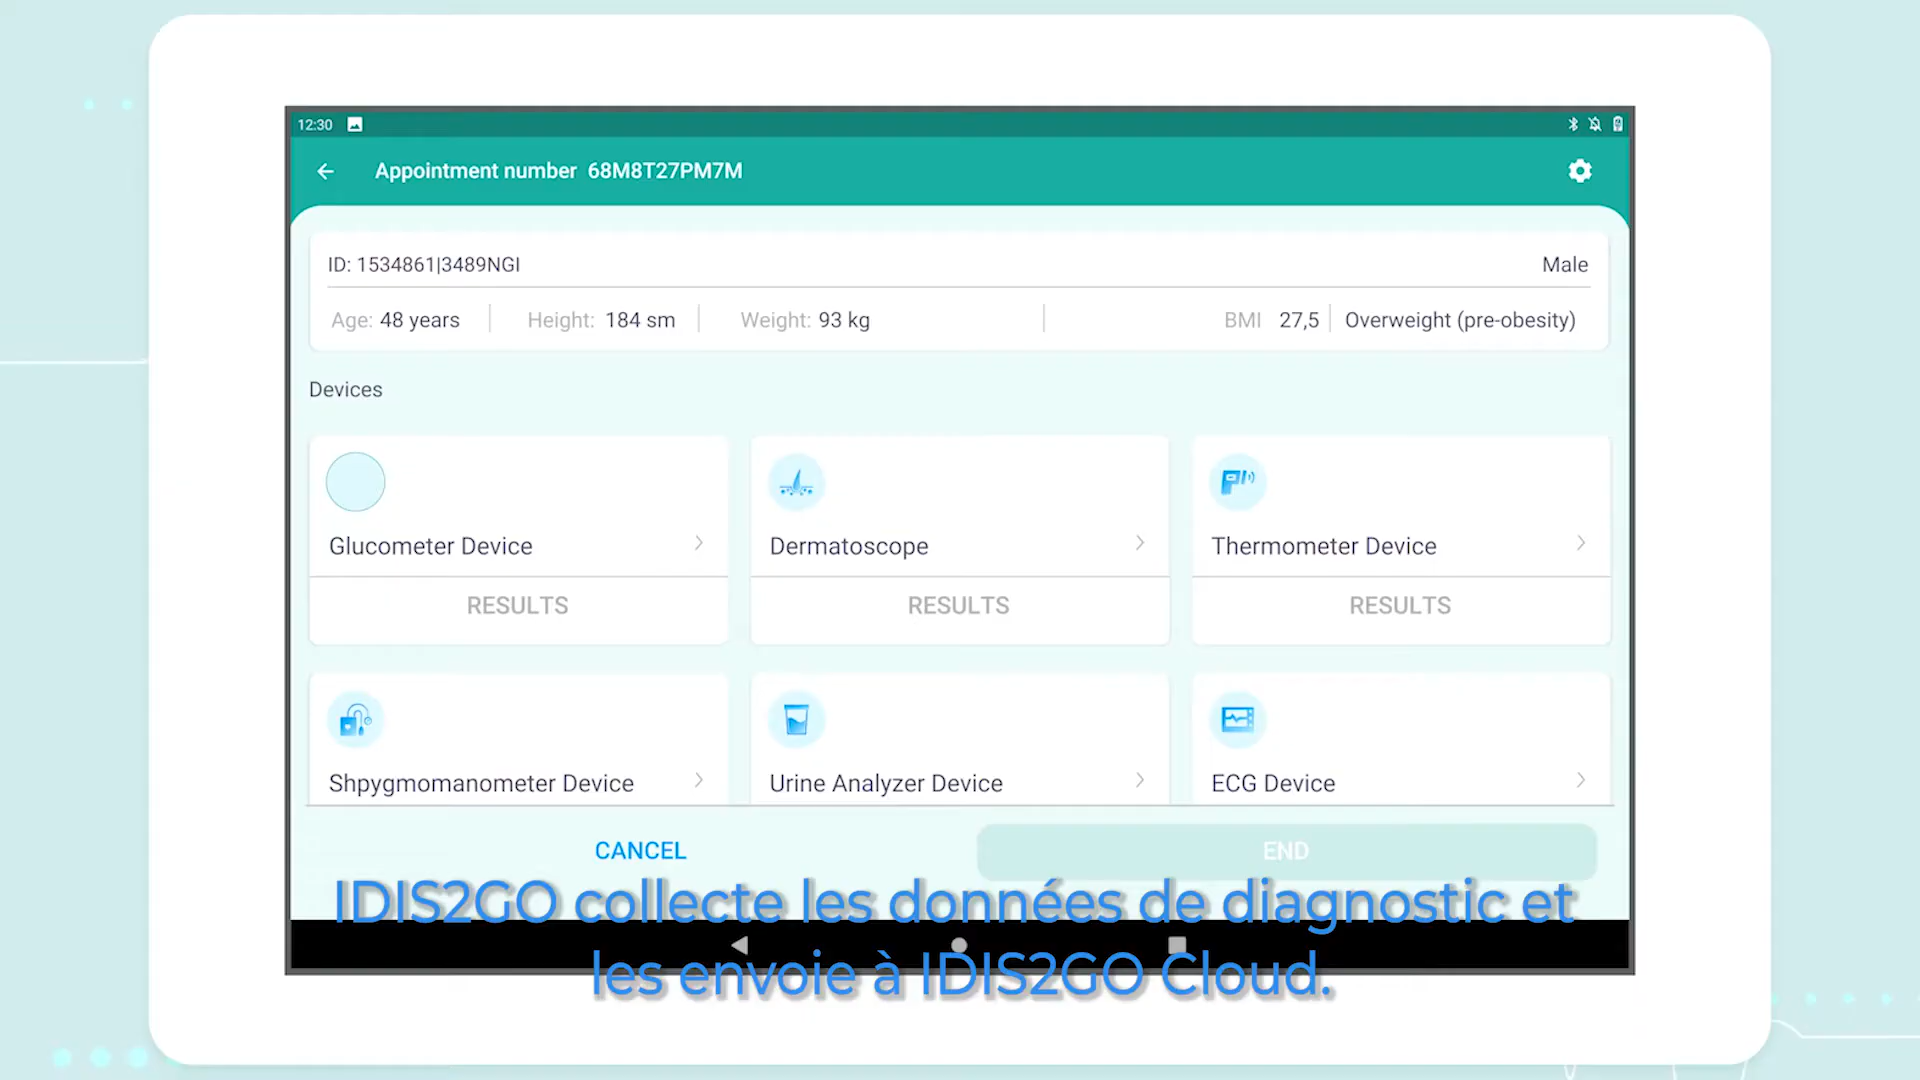 12:30
Appointment number 68M8T27PM7M
ID: 1534861|3489NGI
Male
Age: 48 years
Height: 184 sm
Weight: 93 kg
BMI 27,5
Overweight (pre-obesity)
Devices
Glucometer Device
Dermatoscope
Thermometer Device
RESULTS
RESULTS
RESULTS
Shpygmomanometer Device
Urine Analyzer Device
ECG Device
CANCEL
END
IDIS2GO collecte les données de diagnostic et
les envoie à IDIS2GO Cloud.